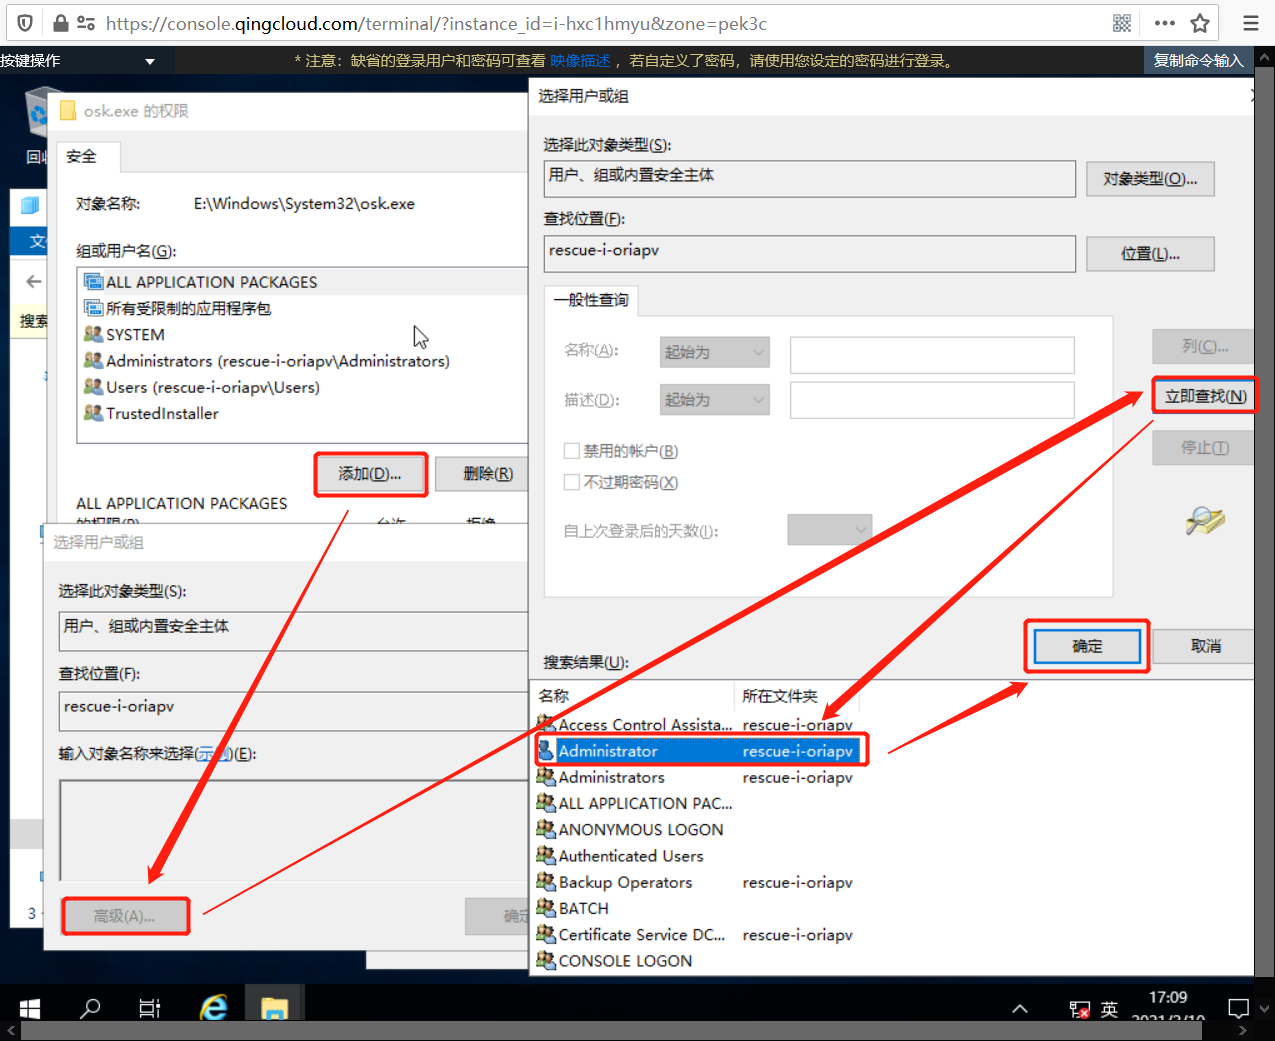 https://console.qingcloud.com/terminal/?instance_id=i-hxc1hmyu&zone=pek3c
按键操作
* 注意：缺省的登录用户和密码可查看 映像描述 ，若自定义了密码，请使用您设定的密码进行登录。
复制命令输入
osk.exe 的权限
安全
对象名称:
E:\Windows\System32\osk.exe
组或用户名(G):
ALL APPLICATION PACKAGES
所有受限制的应用程序包
SYSTEM
Administrators (rescue-i-oriapv\Administrators)
Users (rescue-i-oriapv\Users)
TrustedInstaller
添加(D)...
删除(R)
ALL APPLICATION PACKAGES
的权限(P)
允许
拒绝
选择用户或组
选择此对象类型(S):
用户、组或内置安全主体
查找位置(F):
rescue-i-oriapv
输入对象名称来选择(示例)(E):
高级(A)...
确定
选择用户或组
选择此对象类型(S):
用户、组或内置安全主体
对象类型(O)...
查找位置(F):
rescue-i-oriapv
位置(L)...
一般性查询
名称(A):
起始为
描述(D):
起始为
禁用的帐户(B)
不过期密码(X)
自上次登录后的天数(I):
列(C)...
立即查找(N)
停止(T)
确定
取消
搜索结果(U):
名称
所在文件夹
Access Control Assista...
rescue-i-oriapv
Administrator
rescue-i-oriapv
Administrators
rescue-i-oriapv
ALL APPLICATION PAC...
ANONYMOUS LOGON
Authenticated Users
Backup Operators
rescue-i-oriapv
BATCH
Certificate Service DC...
rescue-i-oriapv
CONSOLE LOGON
回收
文
搜索
3
英
17:09